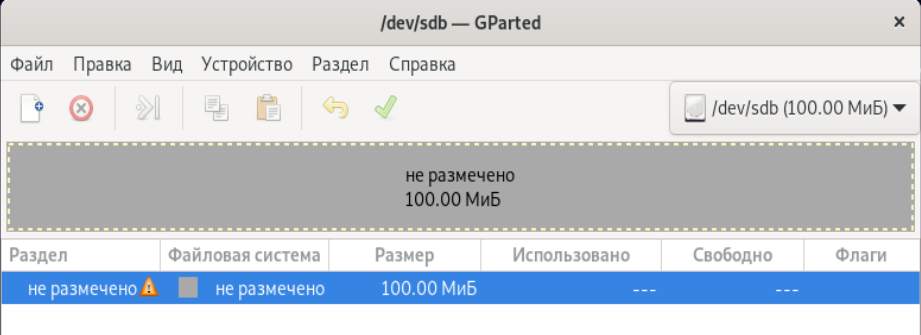 /dev/sdb — GParted
Файл Правка Вид Устройство Раздел Справка
/dev/sdb (100.00 МиБ)
не размечено
100.00 МиБ
Раздел Файловая система Размер Использовано Свободно Флаги
не размечено не размечено 100.00 МиБ --- ---